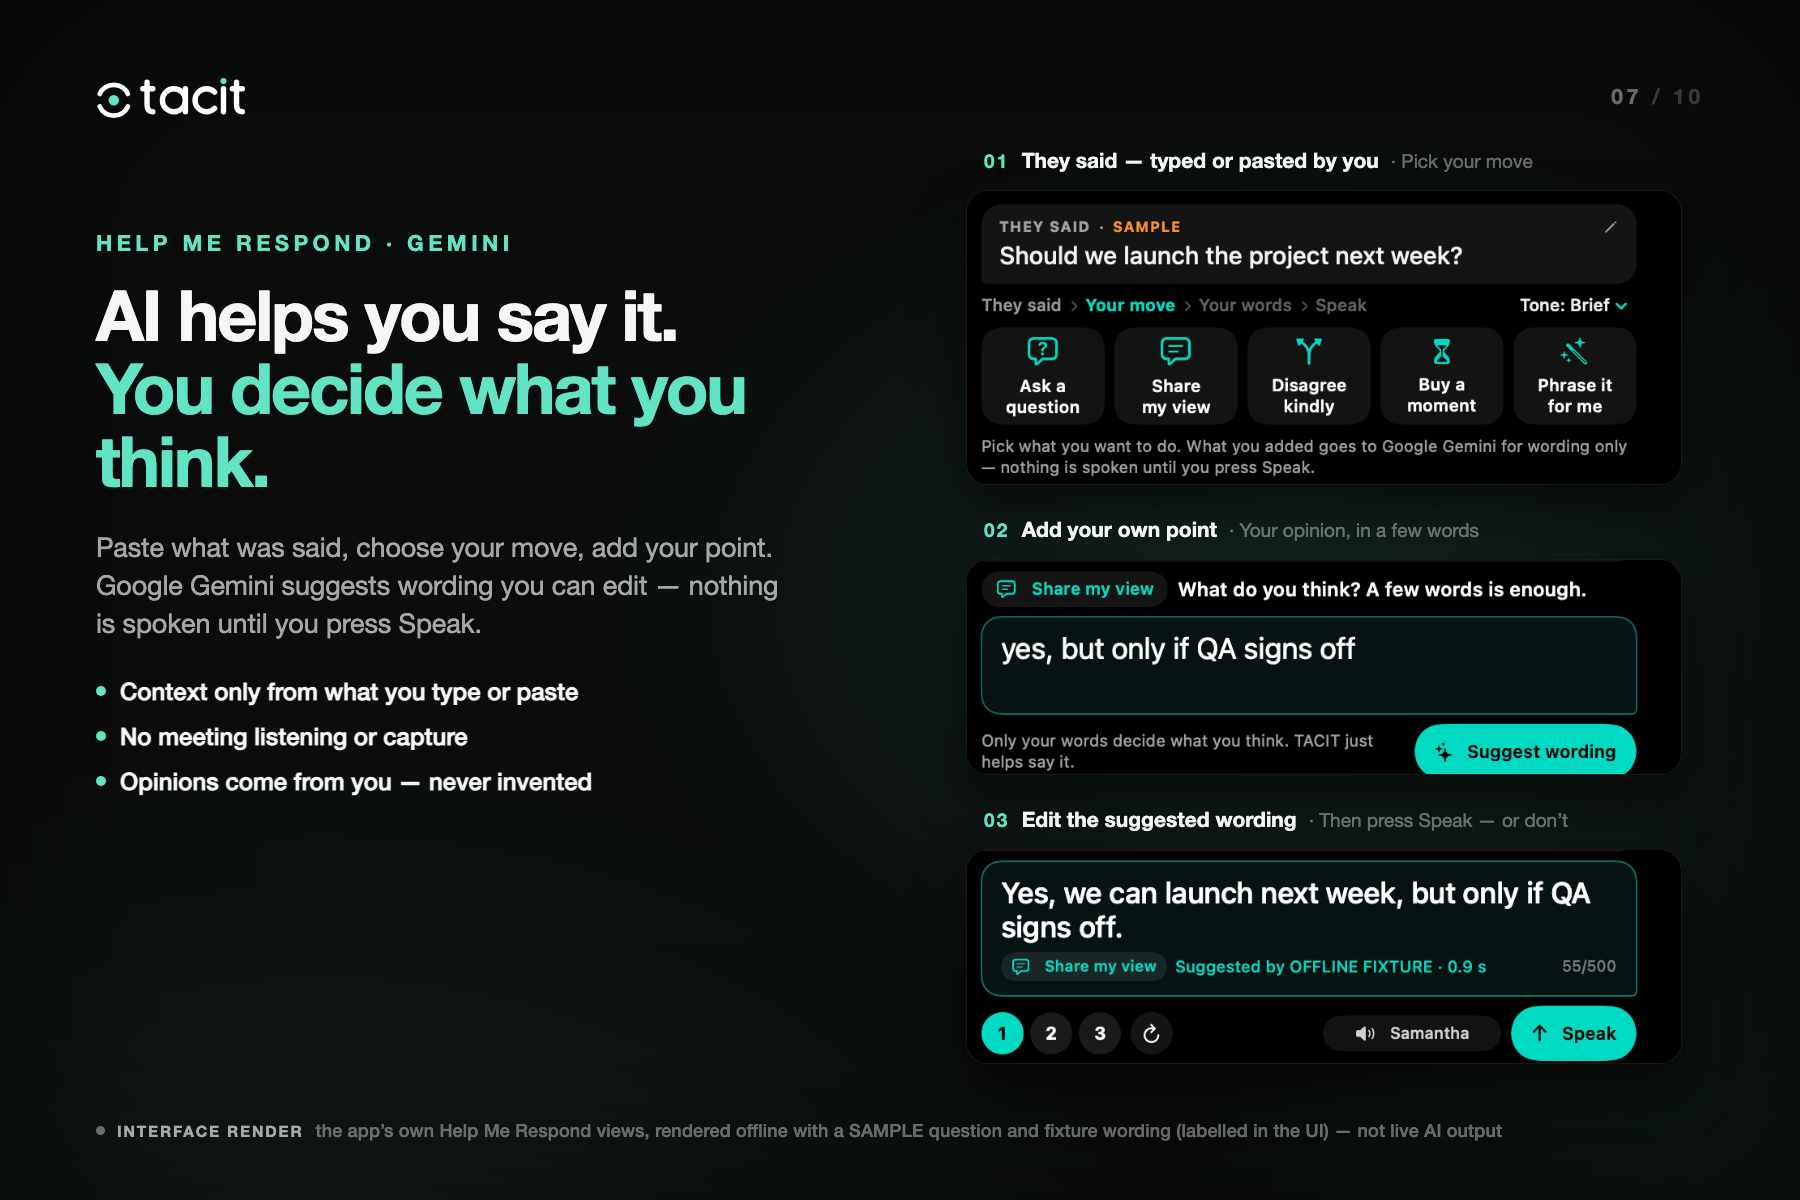 tacit
07 / 10
HELP ME RESPOND · GEMINI
AI helps you say it.
You decide what you
think.
Paste what was said, choose your move, add your point.
Google Gemini suggests wording you can edit — nothing
is spoken until you press Speak.
• Context only from what you type or paste
• No meeting listening or capture
• Opinions come from you — never invented
01 They said — typed or pasted by you · Pick your move
THEY SAID · SAMPLE
Should we launch the project next week?
They said > Your move > Your words > Speak
Tone: Brief
Ask a
question
Share
my view
Disagree
kindly
Buy a
moment
Phrase it
for me
Pick what you want to do. What you added goes to Google Gemini for wording only
— nothing is spoken until you press Speak.
02 Add your own point · Your opinion, in a few words
Share my view What do you think? A few words is enough.
yes, but only if QA signs off
Only your words decide what you think. TACIT just
helps say it.
Suggest wording
03 Edit the suggested wording · Then press Speak — or don’t
Yes, we can launch next week, but only if QA
signs off.
Share my view Suggested by OFFLINE FIXTURE · 0.9 s 55/500
1 2 3 Samantha Speak
INTERFACE RENDER the app’s own Help Me Respond views, rendered offline with a SAMPLE question and fixture wording (labelled in the UI) — not live AI output